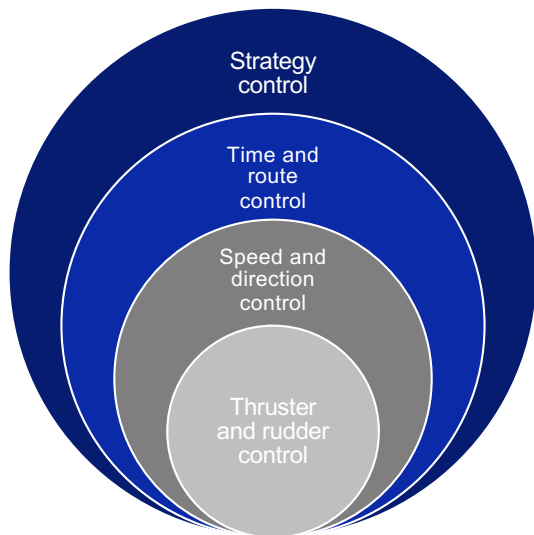 Strategy
control
Time and
route
control
Speed and
direction
control
Thruster
and rudder
control